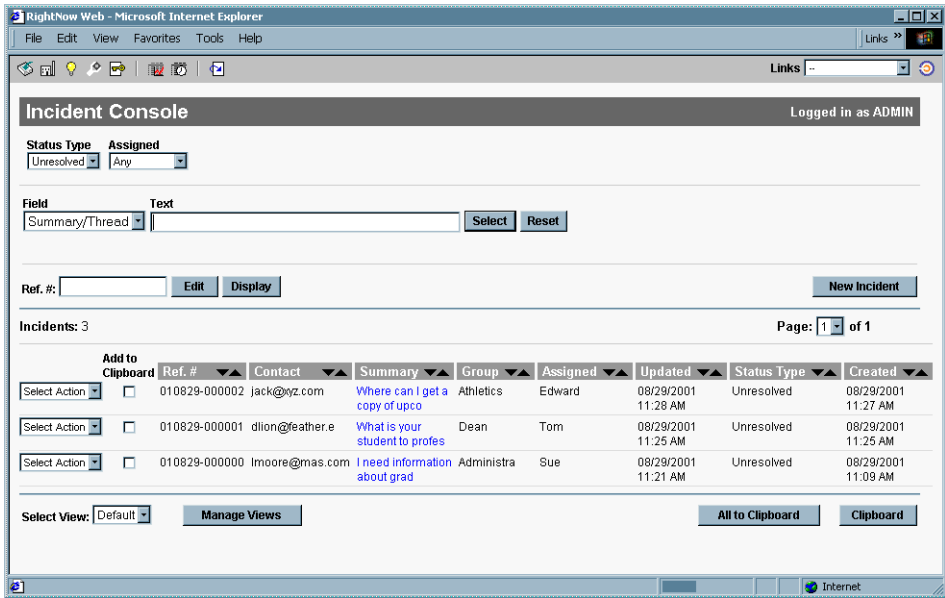 RightNow Web - Microsoft Internet Explorer
File Edit View Favorites Tools Help Links »
Links --
Incident Console Logged in as ADMIN
Status Type Assigned
Unresolved Any
Field Text
Summary/Thread Select Reset
Ref. #: Edit Display New Incident
Incidents: 3 Page: 1 of 1
Add to
Clipboard Ref. # Contact Summary Group Assigned Updated Status Type Created
Select Action 010829-000002 jack@xyz.com Where can I get a Athletics Edward 08/29/2001 Unresolved 08/29/2001
copy of upco 11:28 AM 11:27 AM
Select Action 010829-000001 dlion@feather.e What is your Dean Tom 08/29/2001 Unresolved 08/29/2001
student to profes 11:25 AM 11:25 AM
Select Action 010829-000000 lmoore@mas.com I need information Administra Sue 08/29/2001 Unresolved 08/29/2001
about grad 11:21 AM 11:09 AM
Select View: Default Manage Views All to Clipboard Clipboard
Internet